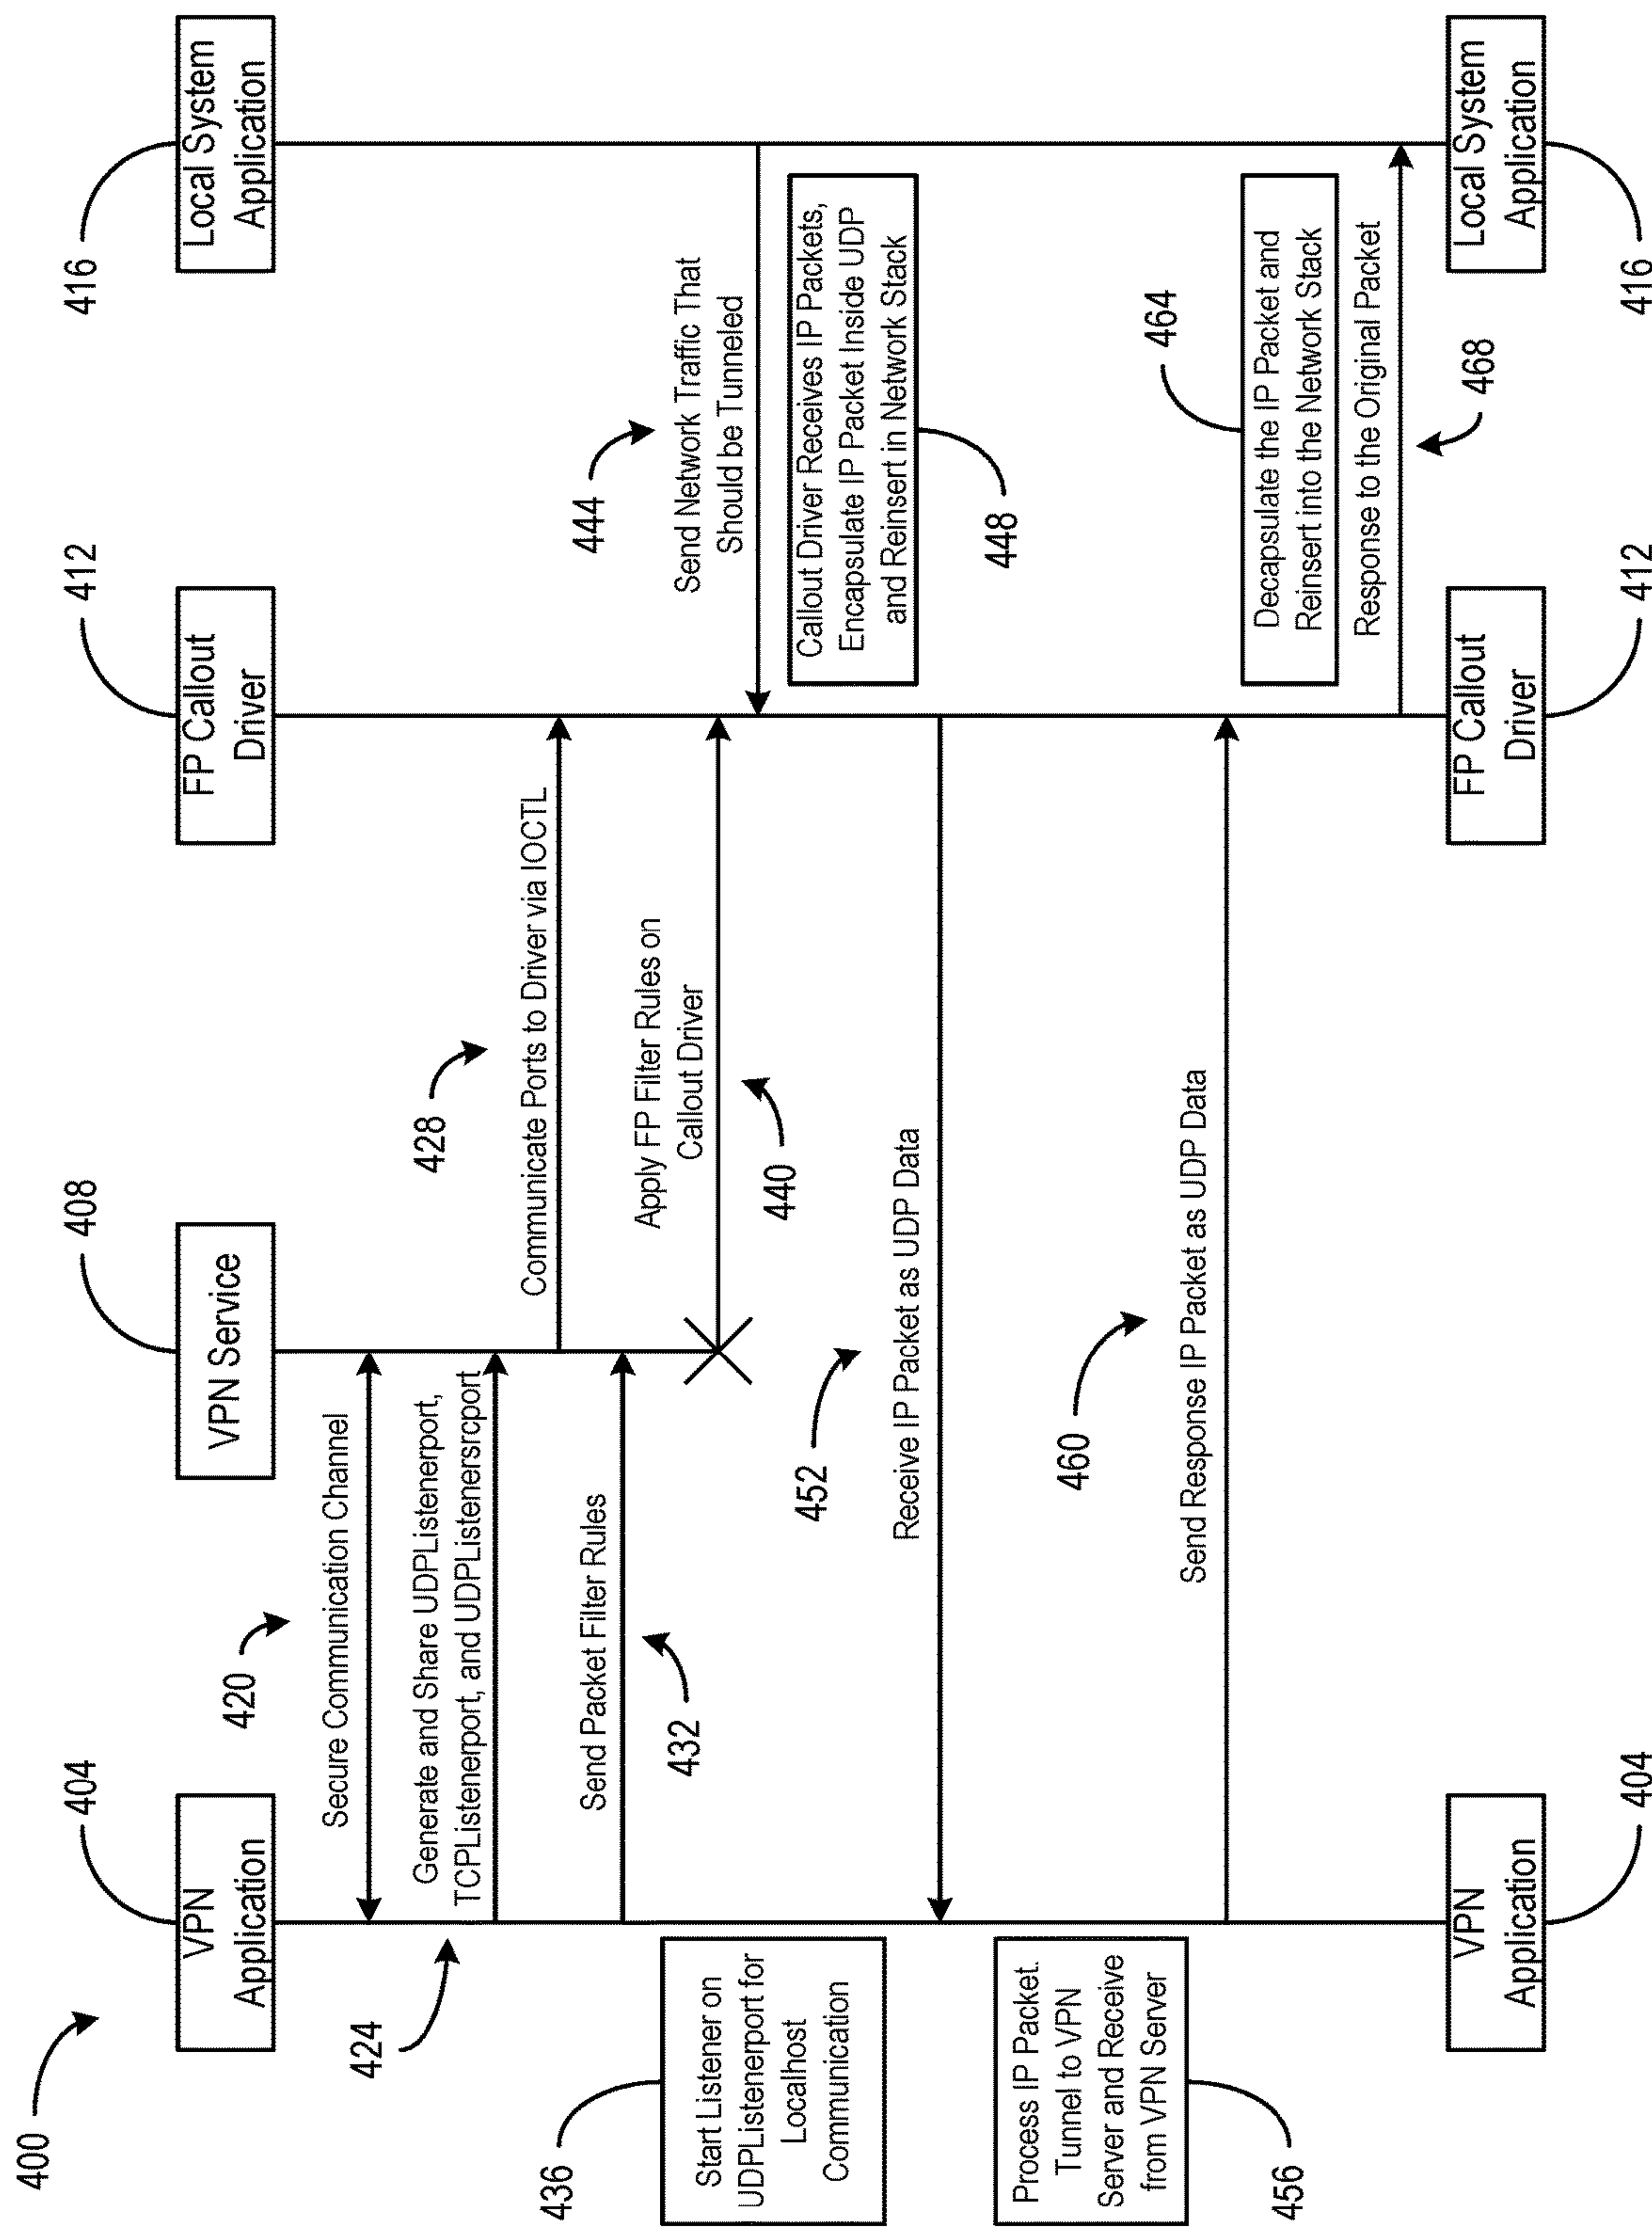 400
404
408
412
416
VPN
Application
VPN Service
FP Callout
Driver
Local System
Application
420
Secure Communication Channel
424
Generate and Share UDPListenerport,
TCPListenerport, and UDPListenersrcport
428
Communicate Ports to Driver via IOCTL
Send Packet Filter Rules
432
436
Start Listener on
UDPListenerport for
Localhost
Communication
Apply FP Filter Rules on
Callout Driver
440
444
Send Network Traffic That
Should be Tunneled
Callout Driver Receives IP Packets,
Encapsulate IP Packet Inside UDP
and Reinsert in Network Stack
448
Receive IP Packet as UDP Data
452
Process IP Packet.
Tunnel to VPN
Server and Receive
from VPN Server
456
460
Send Response IP Packet as UDP Data
464
Decapsulate the IP Packet and
Reinsert into the Network Stack
Response to the Original Packet
468
VPN
Application
FP Callout
Driver
Local System
Application
404
412
416